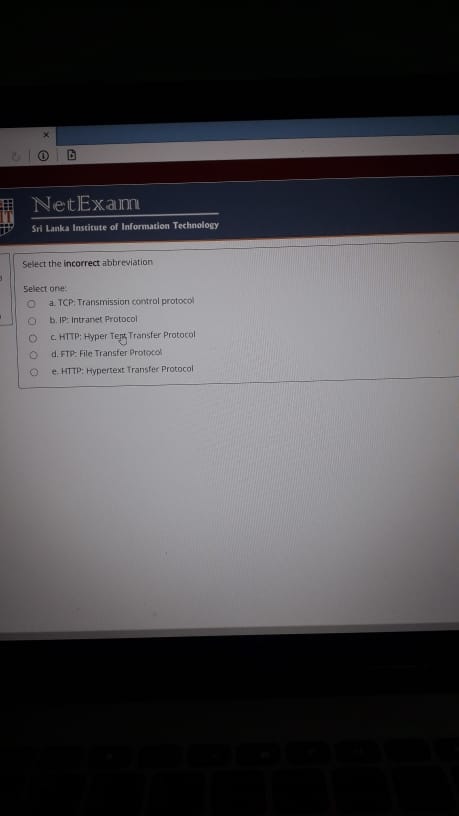 NetExam
Sri Lanka Institute of Information Technology
Select the incorrect abbreviation
Select one:
a. TCP: Transmission control protocol
b. IP: Intranet Protocol
c. HTTP: Hyper Text Transfer Protocol
d. FTP: File Transfer Protocol
e. HTTP: Hypertext Transfer Protocol